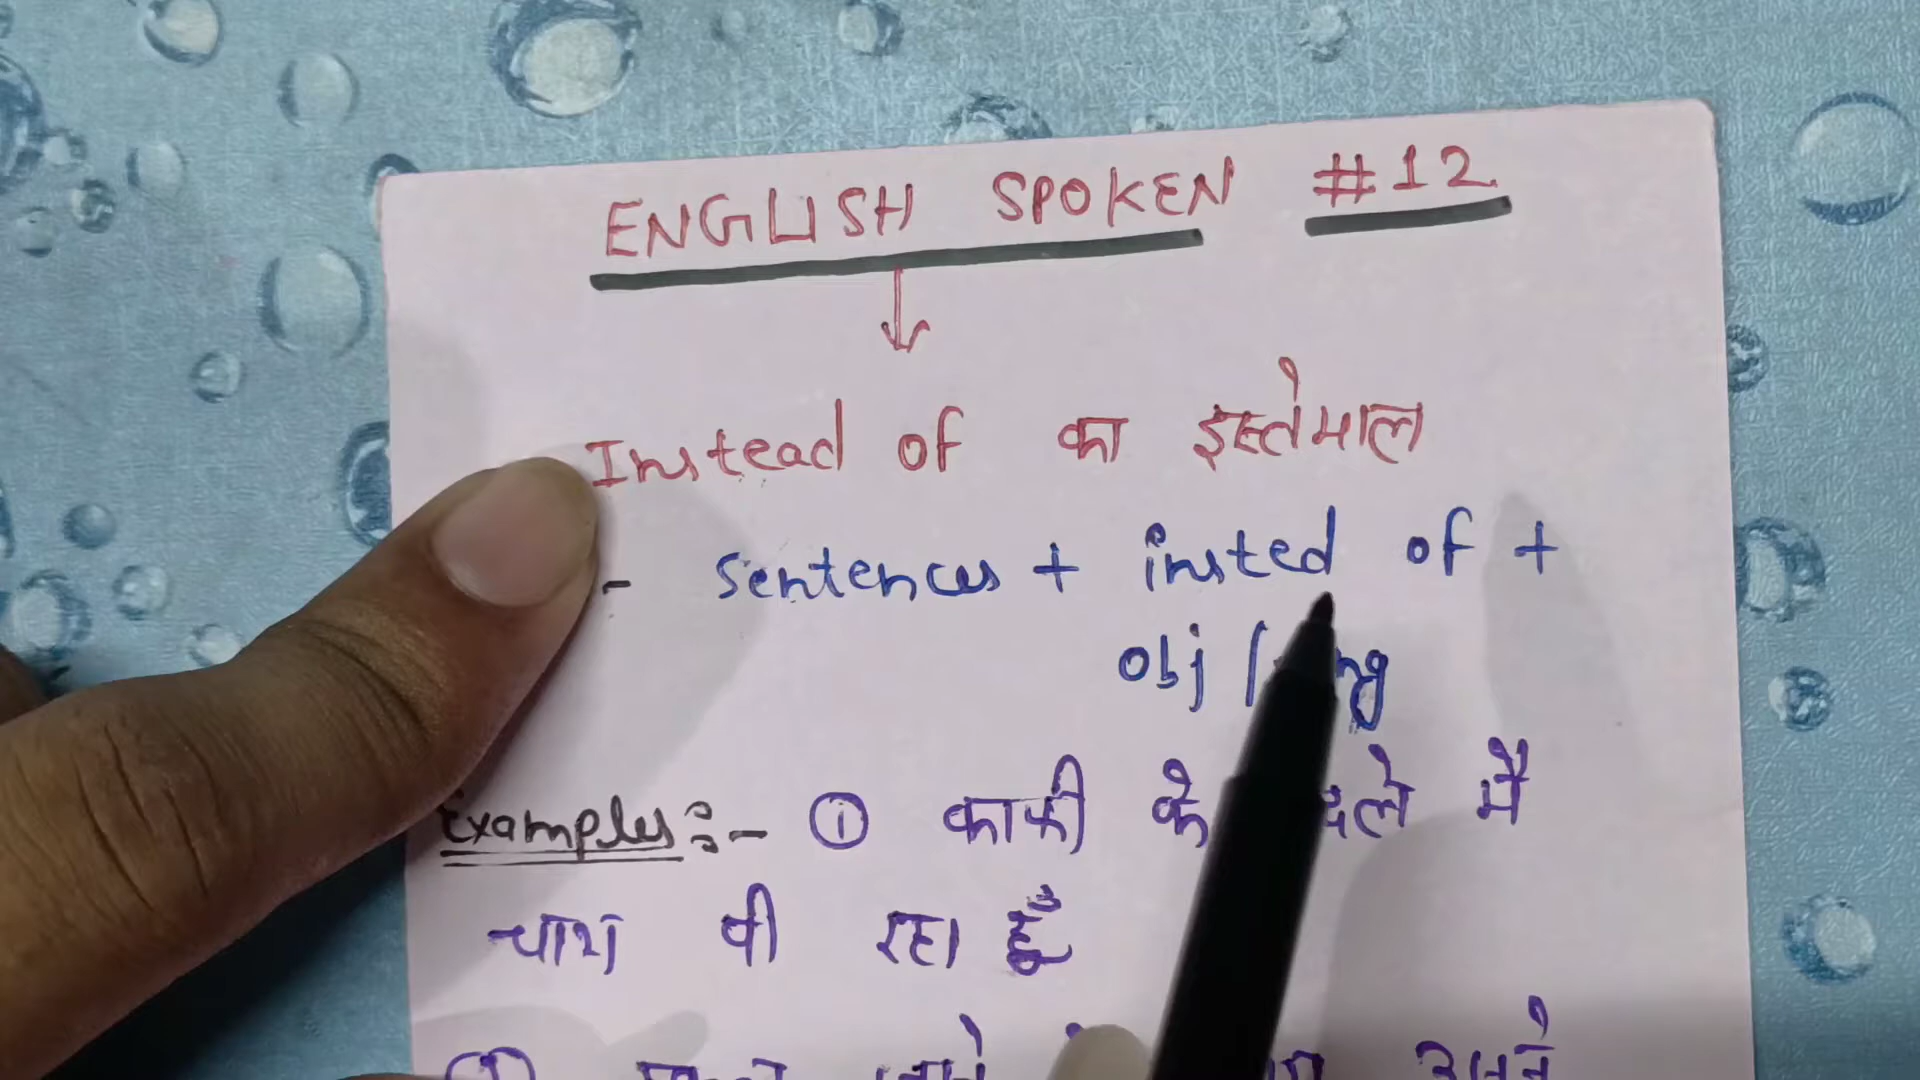 ENGLISH SPOKEN #12
Instead of का इस्तेमाल
- sentences + insted of +
obj /
Examples :- ① काफी के में
चाय पी रहा हूँ